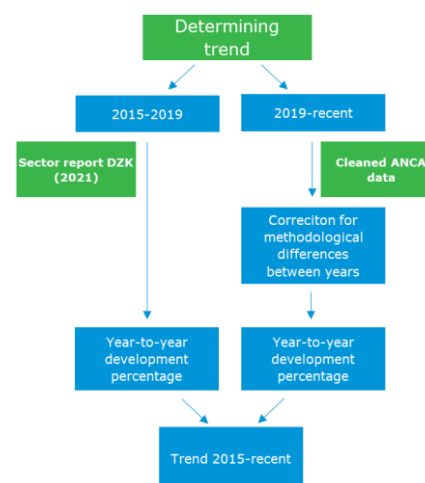 Determining
trend
2015-2019
2019-recent
Sector report DZK
(2021)
Cleaned ANCA
data
Correciton for
methodological
differences
between years
Year-to-year
development
percentage
Year-to-year
development
percentage
Trend 2015-recent